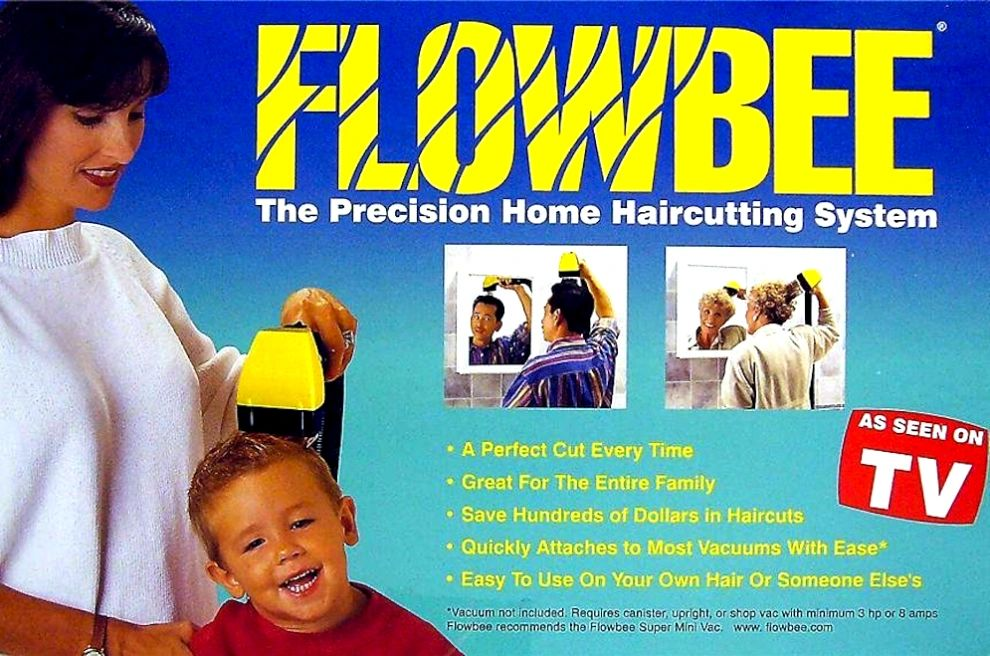 FLOWBEE®
The Precision Home Haircutting System
AS SEEN ON
TV
• A Perfect Cut Every Time
• Great For The Entire Family
• Save Hundreds of Dollars in Haircuts
• Quickly Attaches to Most Vacuums With Ease*
• Easy To Use On Your Own Hair Or Someone Else's
*Vacuum not included. Requires canister, upright, or shop vac with minimum 3 hp or 8 amps
Flowbee recommends the Flowbee Super Mini Vac. www.flowbee.com